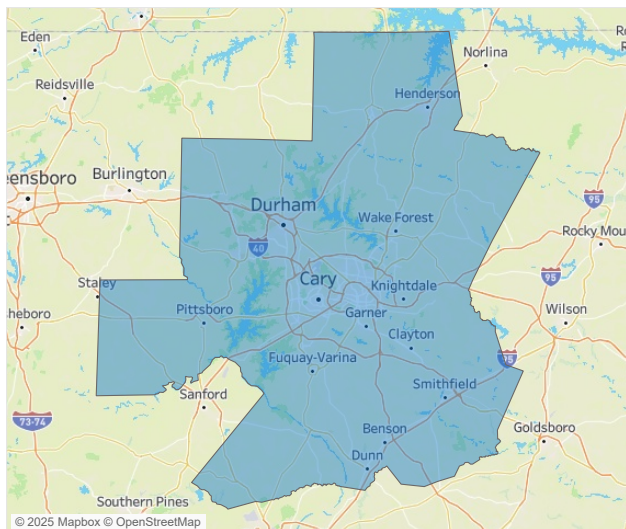 Eden
Norlina
Reidsville
Henderson
eensboro
Burlington
Durham
Wake Forest
95
Rocky Mou
40
Staley
Cary
95
Knightdale
sheboro
Pittsboro
Garner
Wilson
Clayton
95
Fuquay-Varina
Smithfield
Sanford
73-74
Benson
Goldsboro
Dunn
Southern Pines
© 2025 Mapbox © OpenStreetMap